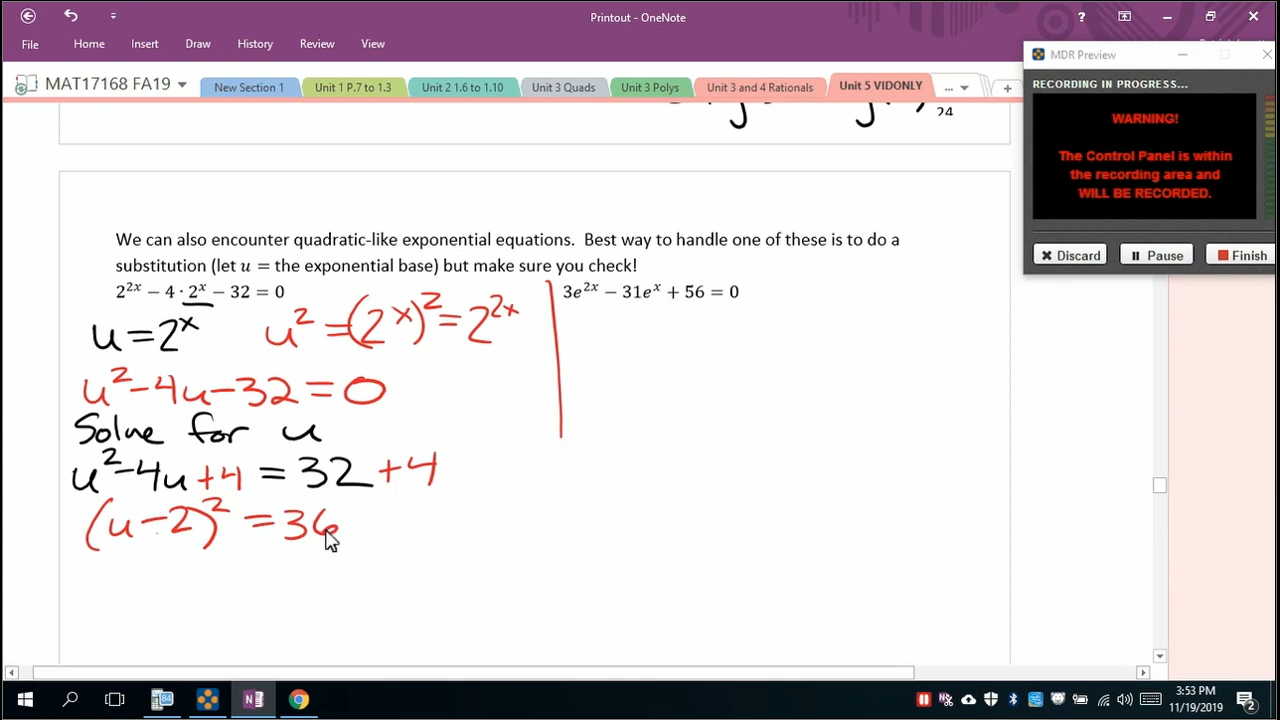 Printout - OneNote
?
File Home Insert Draw History Review View
MAT17168 FA19
New Section 1
Unit 1 P.7 to 1.3
Unit 2 1.6 to 1.10
Unit 3 Quads
Unit 3 Polys
Unit 3 and 4 Rationals
Unit 5 VIDONLY
...
+
MDR Preview
RECORDING IN PROGRESS...
WARNING!
The Control Panel is within
the recording area and
WILL BE RECORDED.
Discard
Pause
Finish
24
We can also encounter quadratic-like exponential equations. Best way to handle one of these is to do a
substitution (let u = the exponential base) but make sure you check!
2^{2x} − 4 · 2^x − 32 = 0
3e^{2x} − 31e^x + 56 = 0
u = 2^x
u² = (2^x)² = 2^{2x}
u² − 4u − 32 = 0
Solve for u
u² − 4u + 4 = 32 + 4
(u − 2)² = 36
3:53 PM
11/19/2019
2